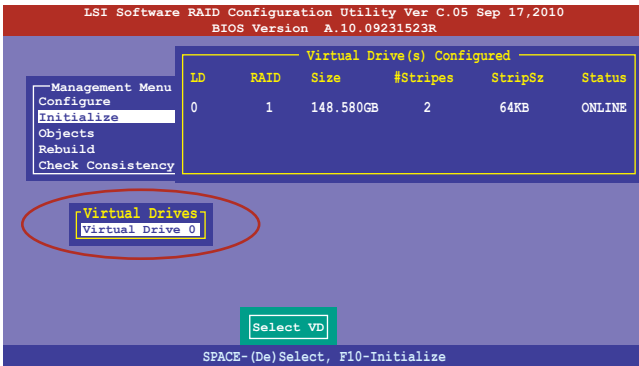 LSI Software RAID Configuration Utility Ver C.05 Sep 17,2010
BIOS Version A.10.09231523R
Virtual Drive(s) Configured
LD RAID Size #Stripes StripSz Status
0 1 148.580GB 2 64KB ONLINE
Management Menu
Configure
Initialize
Objects
Rebuild
Check Consistency
Virtual Drives
Virtual Drive 0
Select VD
SPACE-(De)Select, F10-Initialize